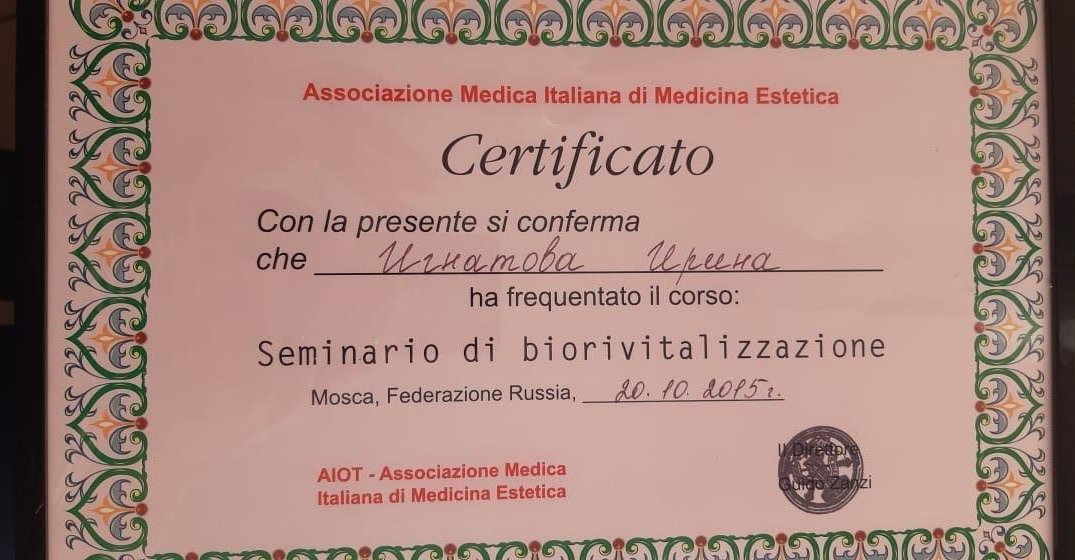 Associazione Medica Italiana di Medicina Estetica
Certificato
Con la presente si conferma
che Игнатова Ирина
ha frequentato il corso:
Seminario di biorivitalizzazione
Mosca, Federazione Russia, 20.10.2015г.
AIOT - Associazione Medica
Italiana di Medicina Estetica
Il Direttore
Guido Zanzi